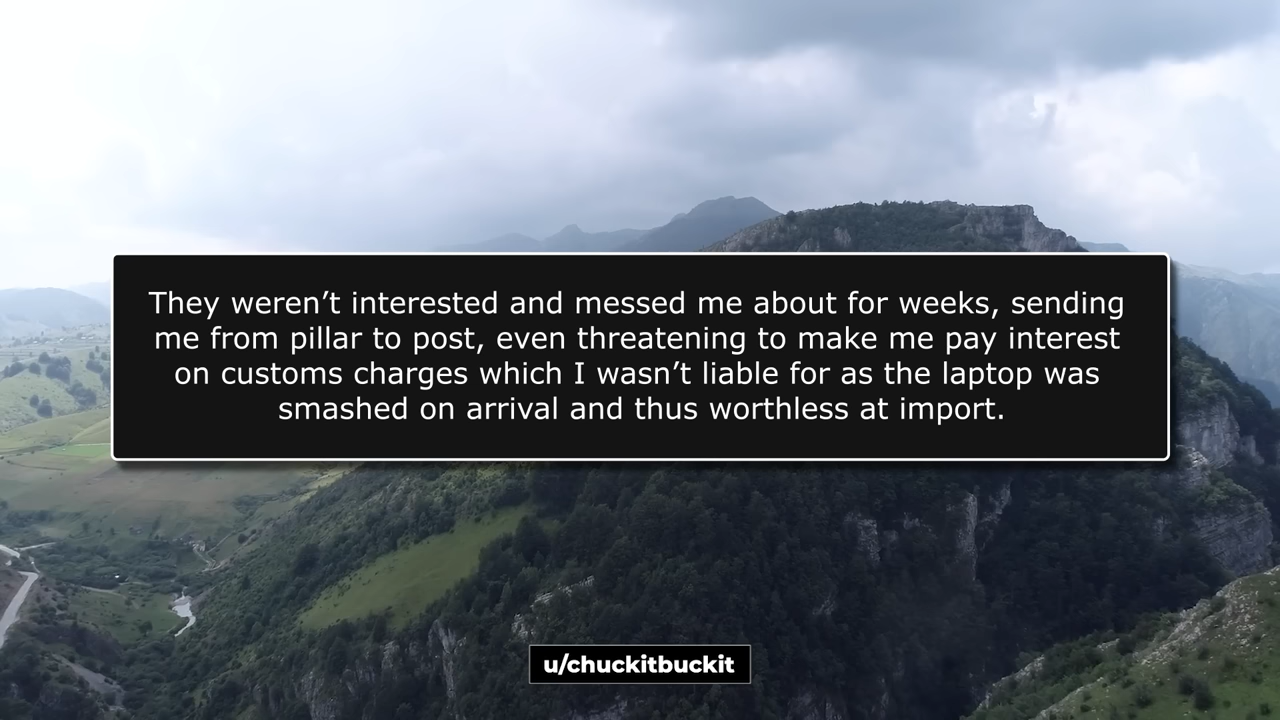 They weren’t interested and messed me about for weeks, sending
me from pillar to post, even threatening to make me pay interest
on customs charges which I wasn’t liable for as the laptop was
smashed on arrival and thus worthless at import.
u/chuckitbuckit